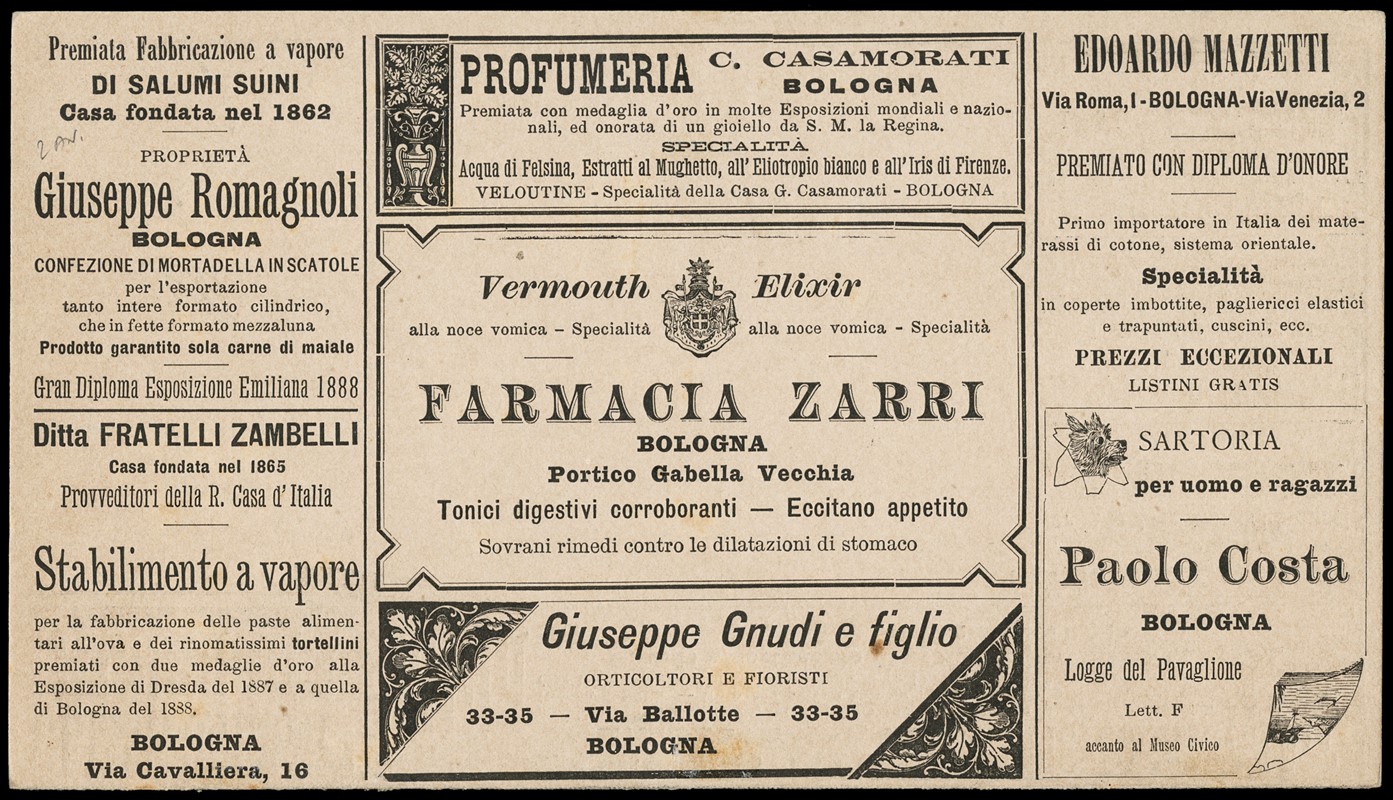 Premiata Fabbricazione a vapore
DI SALUMI SUINI
Casa fondata nel 1862
PROPRIETÀ
Giuseppe Romagnoli
BOLOGNA
CONFEZIONE DI MORTADELLA IN SCATOLE
per l'esportazione
tanto intere formato cilindrico,
che in fette formato mezzaluna
Prodotto garantito sola carne di maiale
Gran Diploma Esposizione Emiliana 1888
Ditta FRATELLI ZAMBELLI
Casa fondata nel 1865
Provveditori della R. Casa d'Italia
Stabilimento a vapore
per la fabbricazione delle paste alimen-
tari all'ova e dei rinomatissimi tortellini
premiati con due medaglie d'oro alla
Esposizione di Dresda del 1887 e a quella
di Bologna del 1888.
BOLOGNA
Via Cavalliera, 16
PROFUMERIA C. CASAMORATI
BOLOGNA
Premiata con medaglia d'oro in molte Esposizioni mondiali e nazio-
nali, ed onorata di un gioiello da S. M. la Regina.
SPECIALITÀ
Acqua di Felsina, Estratti al Mughetto, all'Eliotropio bianco e all'Iris di Firenze.
VELOUTINE - Specialità della Casa G. Casamorati - BOLOGNA
Vermouth Elixir
alla noce vomica - Specialità alla noce vomica - Specialità
FARMACIA ZARRI
BOLOGNA
Portico Gabella Vecchia
Tonici digestivi corroboranti — Eccitano appetito
Sovrani rimedi contro le dilatazioni di stomaco
Giuseppe Gnudi e figlio
ORTICOLTORI E FIORISTI
33-35 — Via Ballotte — 33-35
BOLOGNA
EDOARDO MAZZETTI
Via Roma, 1 - BOLOGNA - Via Venezia, 2
PREMIATO CON DIPLOMA D'ONORE
Primo importatore in Italia dei mate-
rassi di cotone, sistema orientale.
Specialità
in coperte imbottite, pagliericci elastici
e trapuntati, cuscini, ecc.
PREZZI ECCEZIONALI
LISTINI GRATIS
SARTORIA
per uomo e ragazzi
Paolo Costa
BOLOGNA
Logge del Pavaglione
Lett. F
accanto al Museo Civico